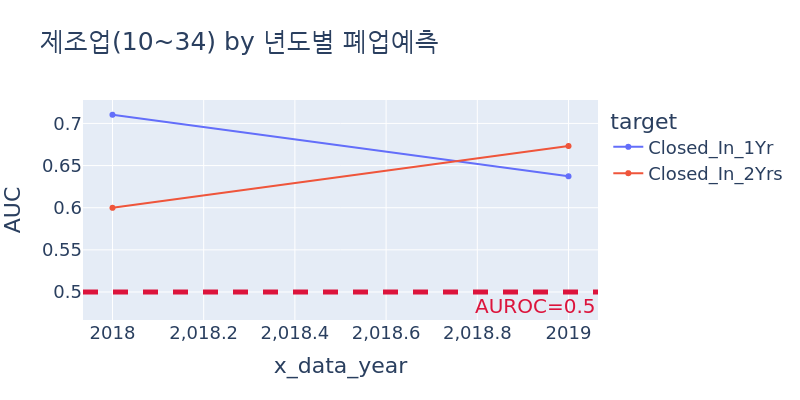 제조업(10~34) by 년도별 폐업예측
target
Closed_In_1Yr
Closed_In_2Yrs
AUC
0.7
0.65
0.6
0.55
0.5
AUROC=0.5
2018 2,018.2 2,018.4 2,018.6 2,018.8 2019
x_data_year